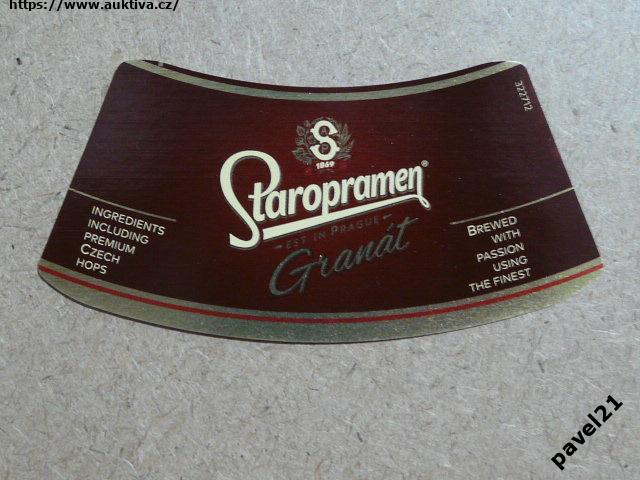 https://www.auktiva.cz/
322712
S
1869
Staropramen®
EST IN PRAGUE
Granát
INGREDIENTS
INCLUDING
PREMIUM
CZECH
HOPS
BREWED
WITH
PASSION
USING
THE FINEST
pavel21